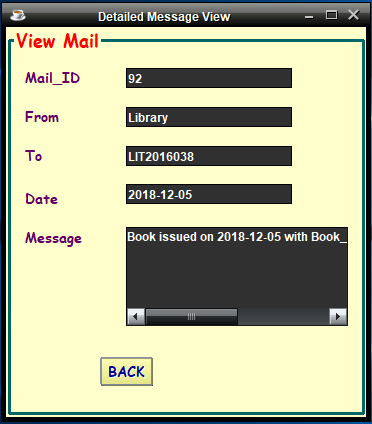 Detailed Message View
View Mail
Mail_ID 92
From Library
To LIT2016038
Date 2018-12-05
Message Book issued on 2018-12-05 with Book_
BACK